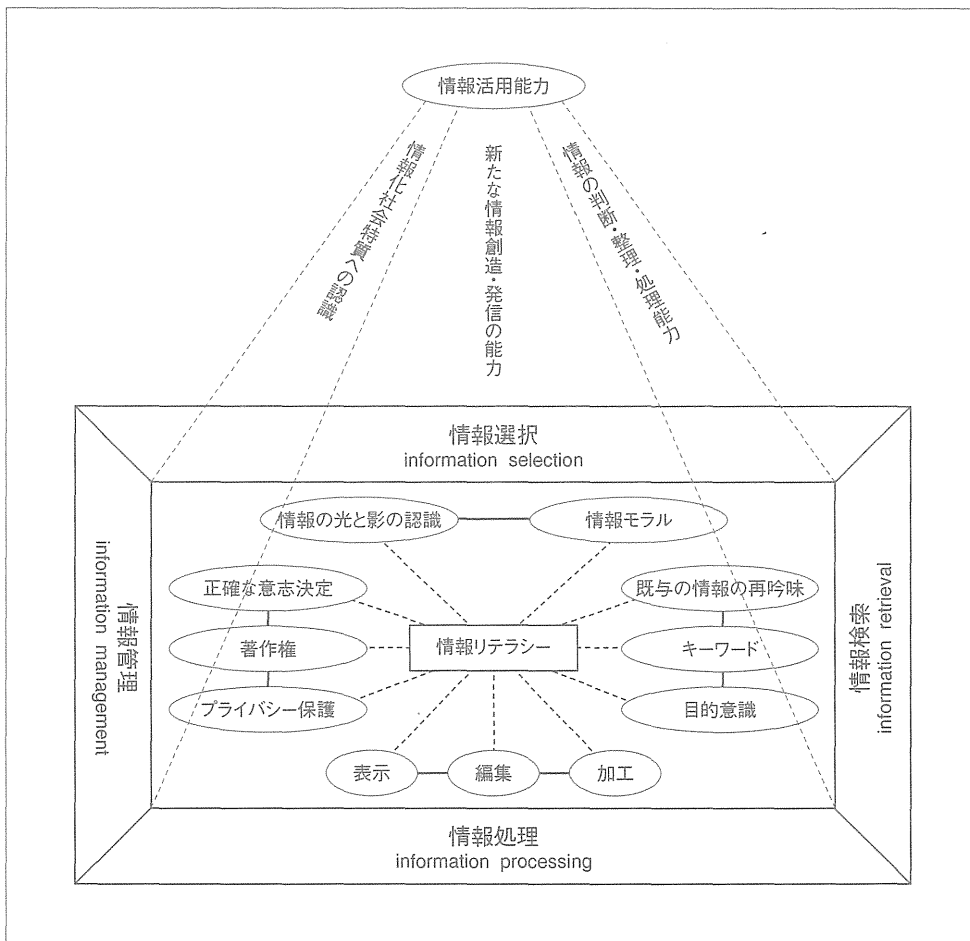 情報活用能力
情報化社会特質への認識
新たな情報創造・発信の能力
情報の判断・整理・処理能力
情報選択
information selection
情報管理
information management
情報検索
information retrieval
情報の光と影の認識
情報モラル
正確な意志決定
既与の情報の再吟味
著作権
情報リテラシー
キーワード
プライバシー保護
目的意識
表示
編集
加工
情報処理
information processing